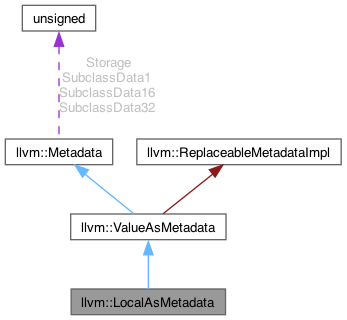 unsigned
Storage
SubclassData1
SubclassData16
SubclassData32
llvm::Metadata
llvm::ReplaceableMetadataImpl
llvm::ValueAsMetadata
llvm::LocalAsMetadata